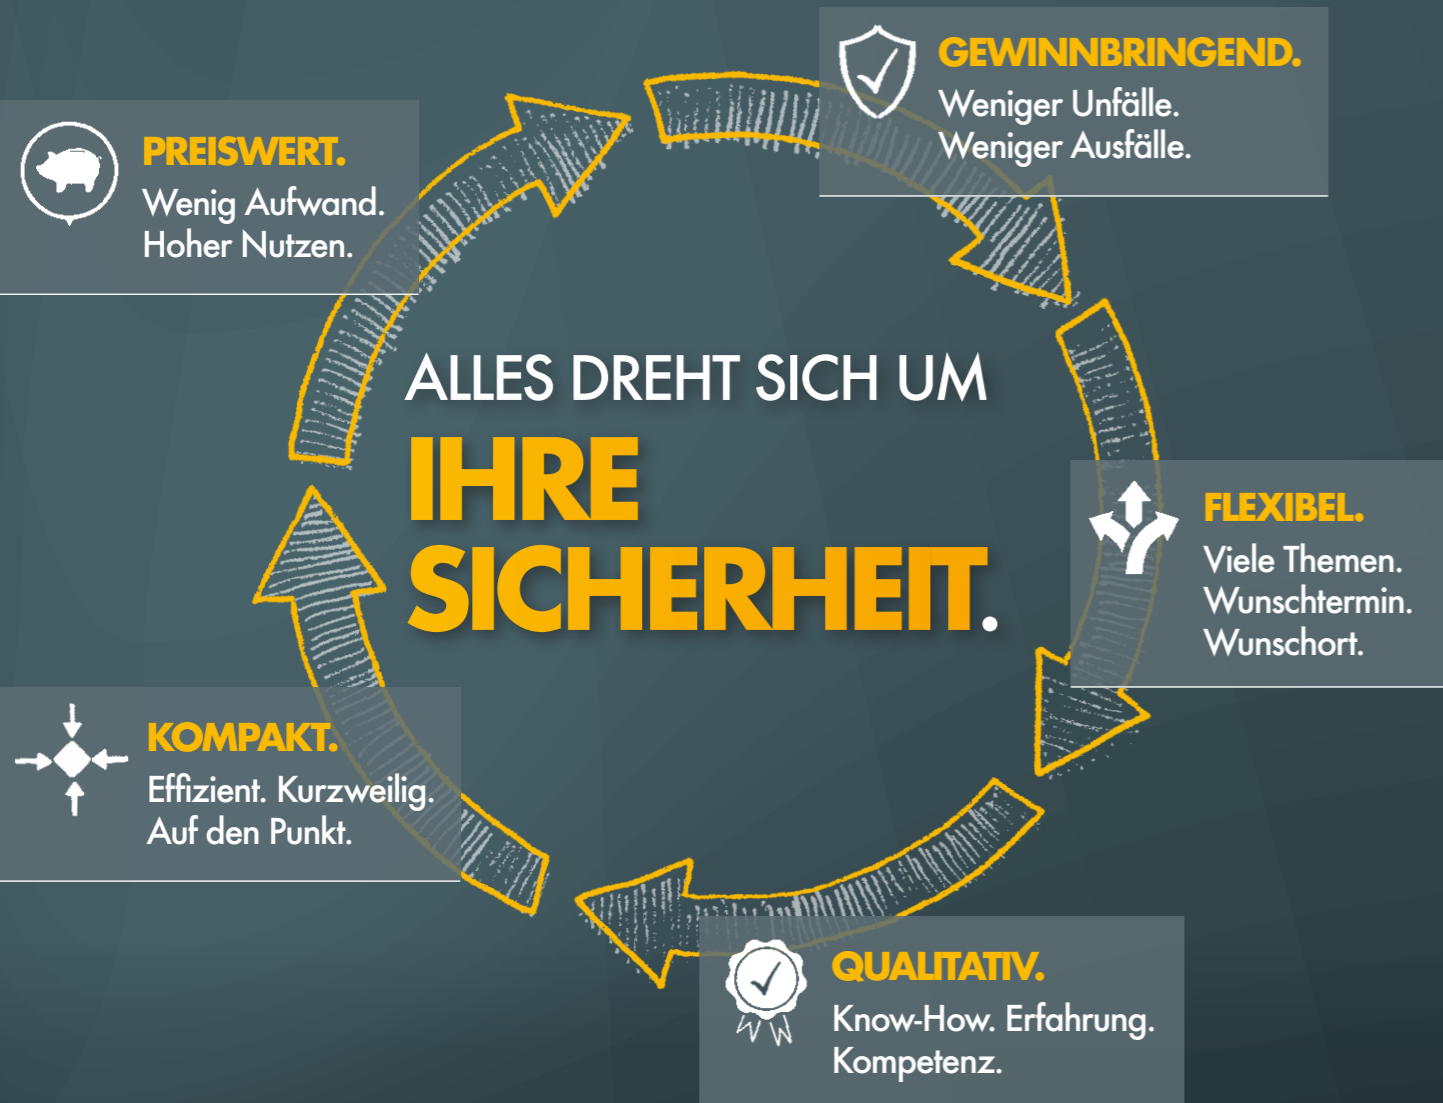 GEWINNBRINGEND.
Weniger Unfälle.
Weniger Ausfälle.
PREISWERT.
Wenig Aufwand.
Hoher Nutzen.
ALLES DREHT SICH UM
IHRE
SICHERHEIT.
FLEXIBEL.
Viele Themen.
Wunschtermin.
Wunschort.
KOMPAKT.
Effizient. Kurzweilig.
Auf den Punkt.
QUALITATIV.
Know-How. Erfahrung.
Kompetenz.